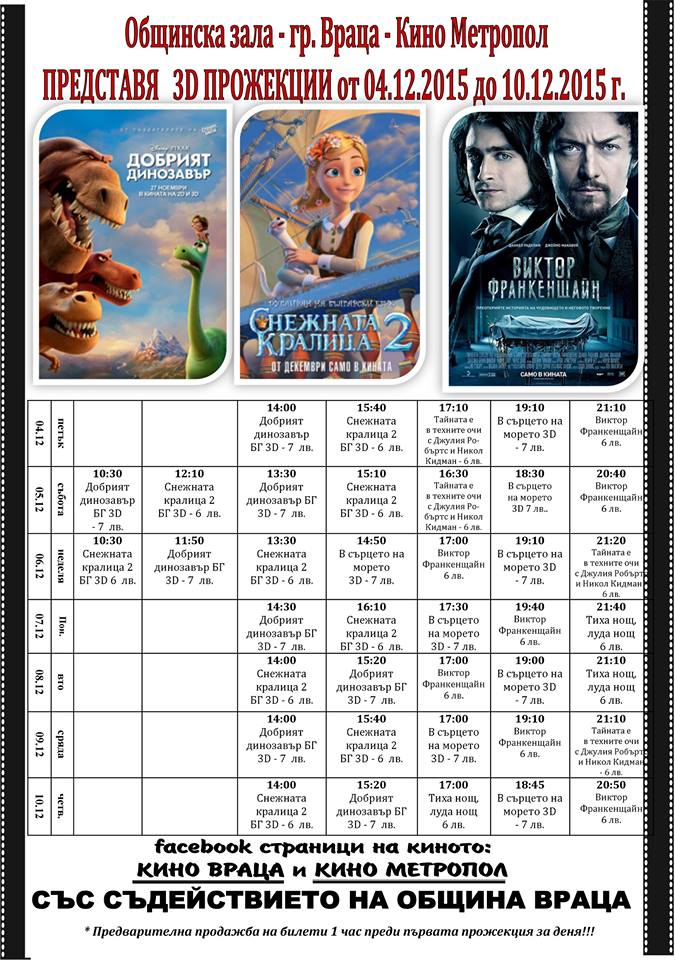 Общинска зала - гр. Враца - Кино Метропол
ПРЕДСТАВЯ 3D ПРОЖЕКЦИИ от 04.12.2015 до 10.12.2015 г.
ДОБРИЯТ
ДИНОЗАВЪР
27 НОЕМВРИ
В КИНАТА НА 2D И 3D
СНЕЖНАТА
КРАЛИЦА 2
ОТ ДЕКЕМВРИ САМО В КИНАТА
ДАНИЕЛ РАДКЛИФ ДЖЕЙМС МАКАВОЙ
ВИКТОР
ФРАНКЕНЩАЙН
САМО В КИНАТА
04.12 петък
14:00 Добрият динозавър БГ 3D - 7 лв.
15:40 Снежната кралица 2 БГ 3D - 6 лв.
17:10 Тайната е в техните очи с Джулия Ро-бъртс и Никол Кидман - 6 лв.
19:10 В сърцето на морето 3D - 7 лв.
21:10 Виктор Франкенщайн 6 лв.
05.12 събота
10:30 Добрият динозавър БГ 3D - 7 лв.
12:10 Снежната кралица 2 БГ 3D - 6 лв.
13:30 Добрият динозавър БГ 3D - 7 лв.
15:10 Снежната кралица 2 БГ 3D - 6 лв.
16:30 Тайната е в техните очи с Джулия Ро-бъртс и Никол Кидман - 6 лв.
18:30 В сърцето на морето 3D 7 лв..
20:40 Виктор Франкенщайн 6 лв.
06.12 неделя
10:30 Снежната кралица 2 БГ 3D 6 лв.
11:50 Добрият динозавър БГ 3D - 7 лв.
13:30 Снежната кралица 2 БГ 3D - 6 лв.
14:50 В сърцето на морето 3D - 7 лв.
17:00 Виктор Франкенщайн 6 лв.
19:10 В сърцето на морето 3D - 7 лв.
21:20 Тайната е в техните очи с Джулия Робъртс и Никол Кидман 6 лв.
07.12 Пон.
14:30 Добрият динозавър БГ 3D - 7 лв.
16:10 Снежната кралица 2 БГ 3D - 6 лв.
17:30 В сърцето на морето 3D - 7 лв.
19:40 Виктор Франкенщайн 6 лв.
21:40 Тиха нощ, луда нощ 6 лв.
08.12 вто
14:00 Снежната кралица 2 БГ 3D - 6 лв.
15:20 Добрият динозавър БГ 3D - 7 лв.
17:00 Виктор Франкенщайн 6 лв.
19:00 В сърцето на морето 3D - 7 лв.
21:10 Тиха нощ, луда нощ 6 лв.
09.12 сряда
14:00 Добрият динозавър БГ 3D - 7 лв.
15:40 Снежната кралица 2 БГ 3D - 6 лв.
17:00 В сърцето на морето 3D - 7 лв.
19:10 Виктор Франкенщайн 6 лв.
21:10 Тайната е в техните очи с Джулия Робъртс и Никол Кидман - 6 лв.
10.12 четв.
14:00 Снежната кралица 2 БГ 3D - 6 лв.
15:20 Добрият динозавър БГ 3D - 7 лв.
17:00 Тиха нощ, луда нощ 6 лв.
18:45 В сърцето на морето 3D - 7 лв.
20:50 Виктор Франкенщайн 6 лв.
facebook страници на киното:
КИНО ВРАЦА и КИНО МЕТРОПОЛ
СЪС СЪДЕЙСТВИЕТО НА ОБЩИНА ВРАЦА
* Предварителна продажба на билети 1 час преди първата прожекция за деня!!!